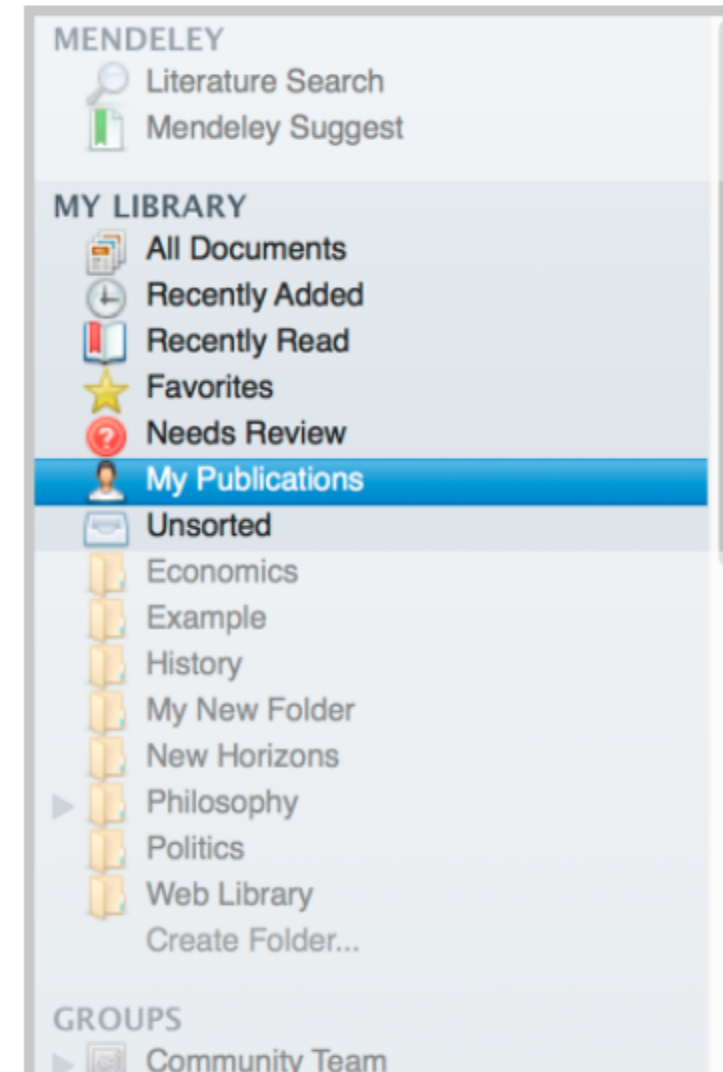 MENDELEY
Literature Search
Mendeley Suggest
MY LIBRARY
All Documents
Recently Added
Recently Read
Favorites
Needs Review
My Publications
Unsorted
Economics
Example
History
My New Folder
New Horizons
Philosophy
Politics
Web Library
Create Folder...
GROUPS
Community Team